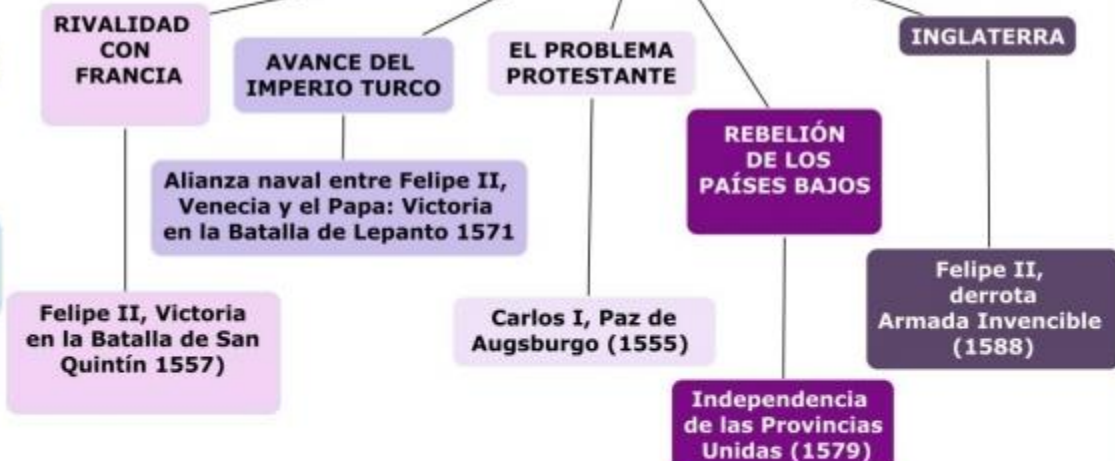 RIVALIDAD
CON
FRANCIA
AVANCE DEL
IMPERIO TURCO
EL PROBLEMA
PROTESTANTE
REBELIÓN
DE LOS
PAÍSES BAJOS
INGLATERRA
Felipe II, Victoria
en la Batalla de San
Quintín 1557)
Alianza naval entre Felipe II,
Venecia y el Papa: Victoria
en la Batalla de Lepanto 1571
Carlos I, Paz de
Augsburgo (1555)
Independencia
de las Provincias
Unidas (1579)
Felipe II,
derrota
Armada Invencible
(1588)